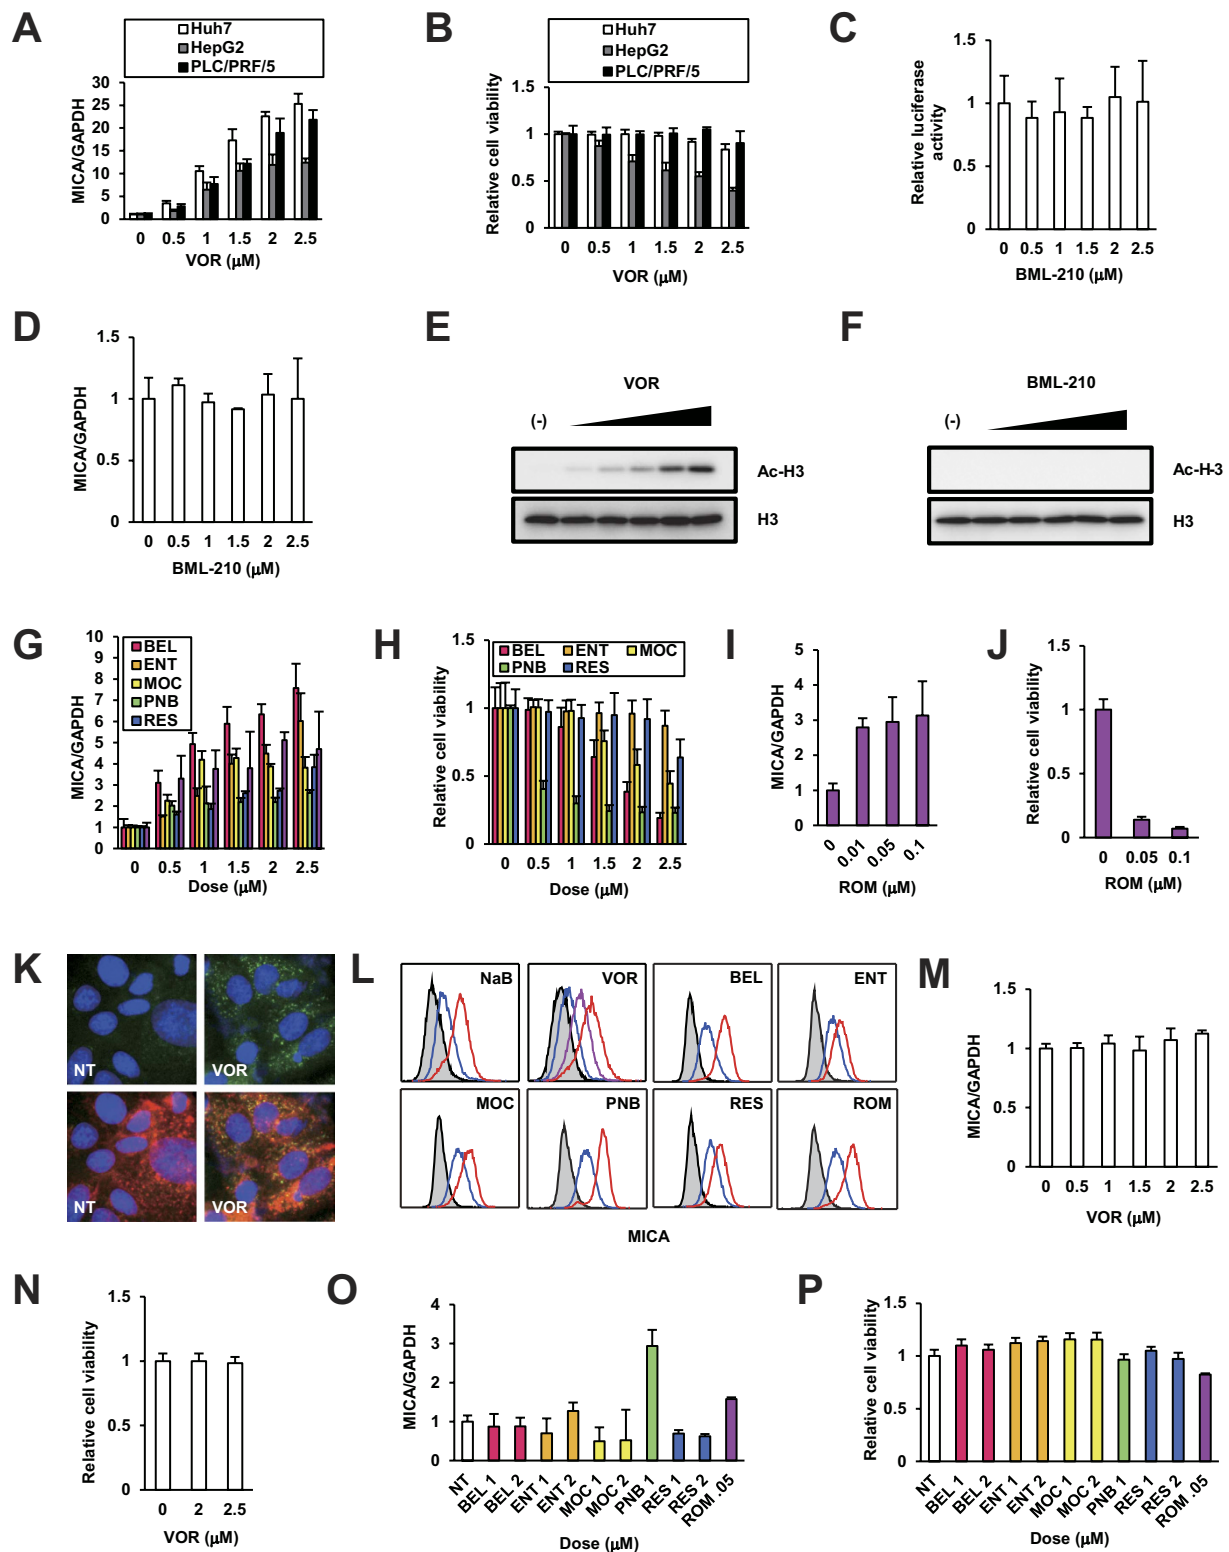 A
Huh7
HepG2
PLC/PRF/5
MICA/GAPDH
30
25
20
15
10
5
0
0 0.5 1 1.5 2 2.5
VOR (µM)
B
Huh7
HepG2
PLC/PRF/5
Relative cell viability
1.5
1
0.5
0
0 0.5 1 1.5 2 2.5
VOR (µM)
C
Relative luciferase
activity
1.5
1
0.5
0
0 0.5 1 1.5 2 2.5
BML-210 (µM)
D
MICA/GAPDH
1.5
1
0.5
0
0 0.5 1 1.5 2 2.5
BML-210 (µM)
E
VOR
(-)
Ac-H3
H3
F
BML-210
(-)
Ac-H-3
H3
G
BEL
ENT
MOC
PNB
RES
MICA/GAPDH
10
9
8
7
6
5
4
3
2
1
0
0 0.5 1 1.5 2 2.5
Dose (µM)
H
BEL ENT MOC
PNB RES
Relative cell viability
1.5
1
0.5
0
0 0.5 1 1.5 2 2.5
Dose (µM)
I
MICA/GAPDH
5
4
3
2
1
0
0 0.01 0.05 0.1
ROM (µM)
J
Relative cell viability
1.5
1
0.5
0
0 0.05 0.1
ROM (µM)
K
NT
VOR
NT
VOR
L
NaB
VOR
BEL
ENT
MOC
PNB
RES
ROM
MICA
M
MICA/GAPDH
1.5
1
0.5
0
0 0.5 1 1.5 2 2.5
VOR (µM)
N
Relative cell viability
1.5
1
0.5
0
0 2 2.5
VOR (µM)
O
MICA/GAPDH
4
3
2
1
0
NT BEL 1 BEL 2 ENT 1 ENT 2 MOC 1 MOC 2 PNB 1 RES 1 RES 2 ROM .05
Dose (µM)
P
Relative cell viability
1.5
1
0.5
0
NT BEL 1 BEL 2 ENT 1 ENT 2 MOC 1 MOC 2 PNB 1 RES 1 RES 2 ROM .05
Dose (µM)